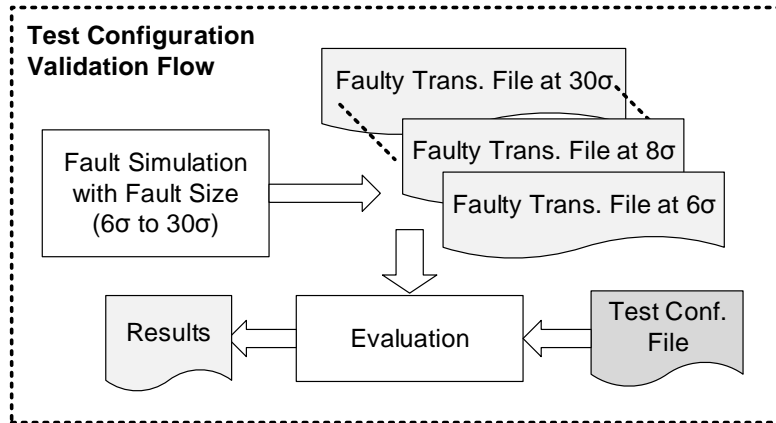 Test Configuration
Validation Flow
Faulty Trans. File at 30σ
Fault Simulation
with Fault Size
(6σ to 30σ)
Faulty Trans. File at 8σ
Faulty Trans. File at 6σ
Results
Evaluation
Test Conf.
File